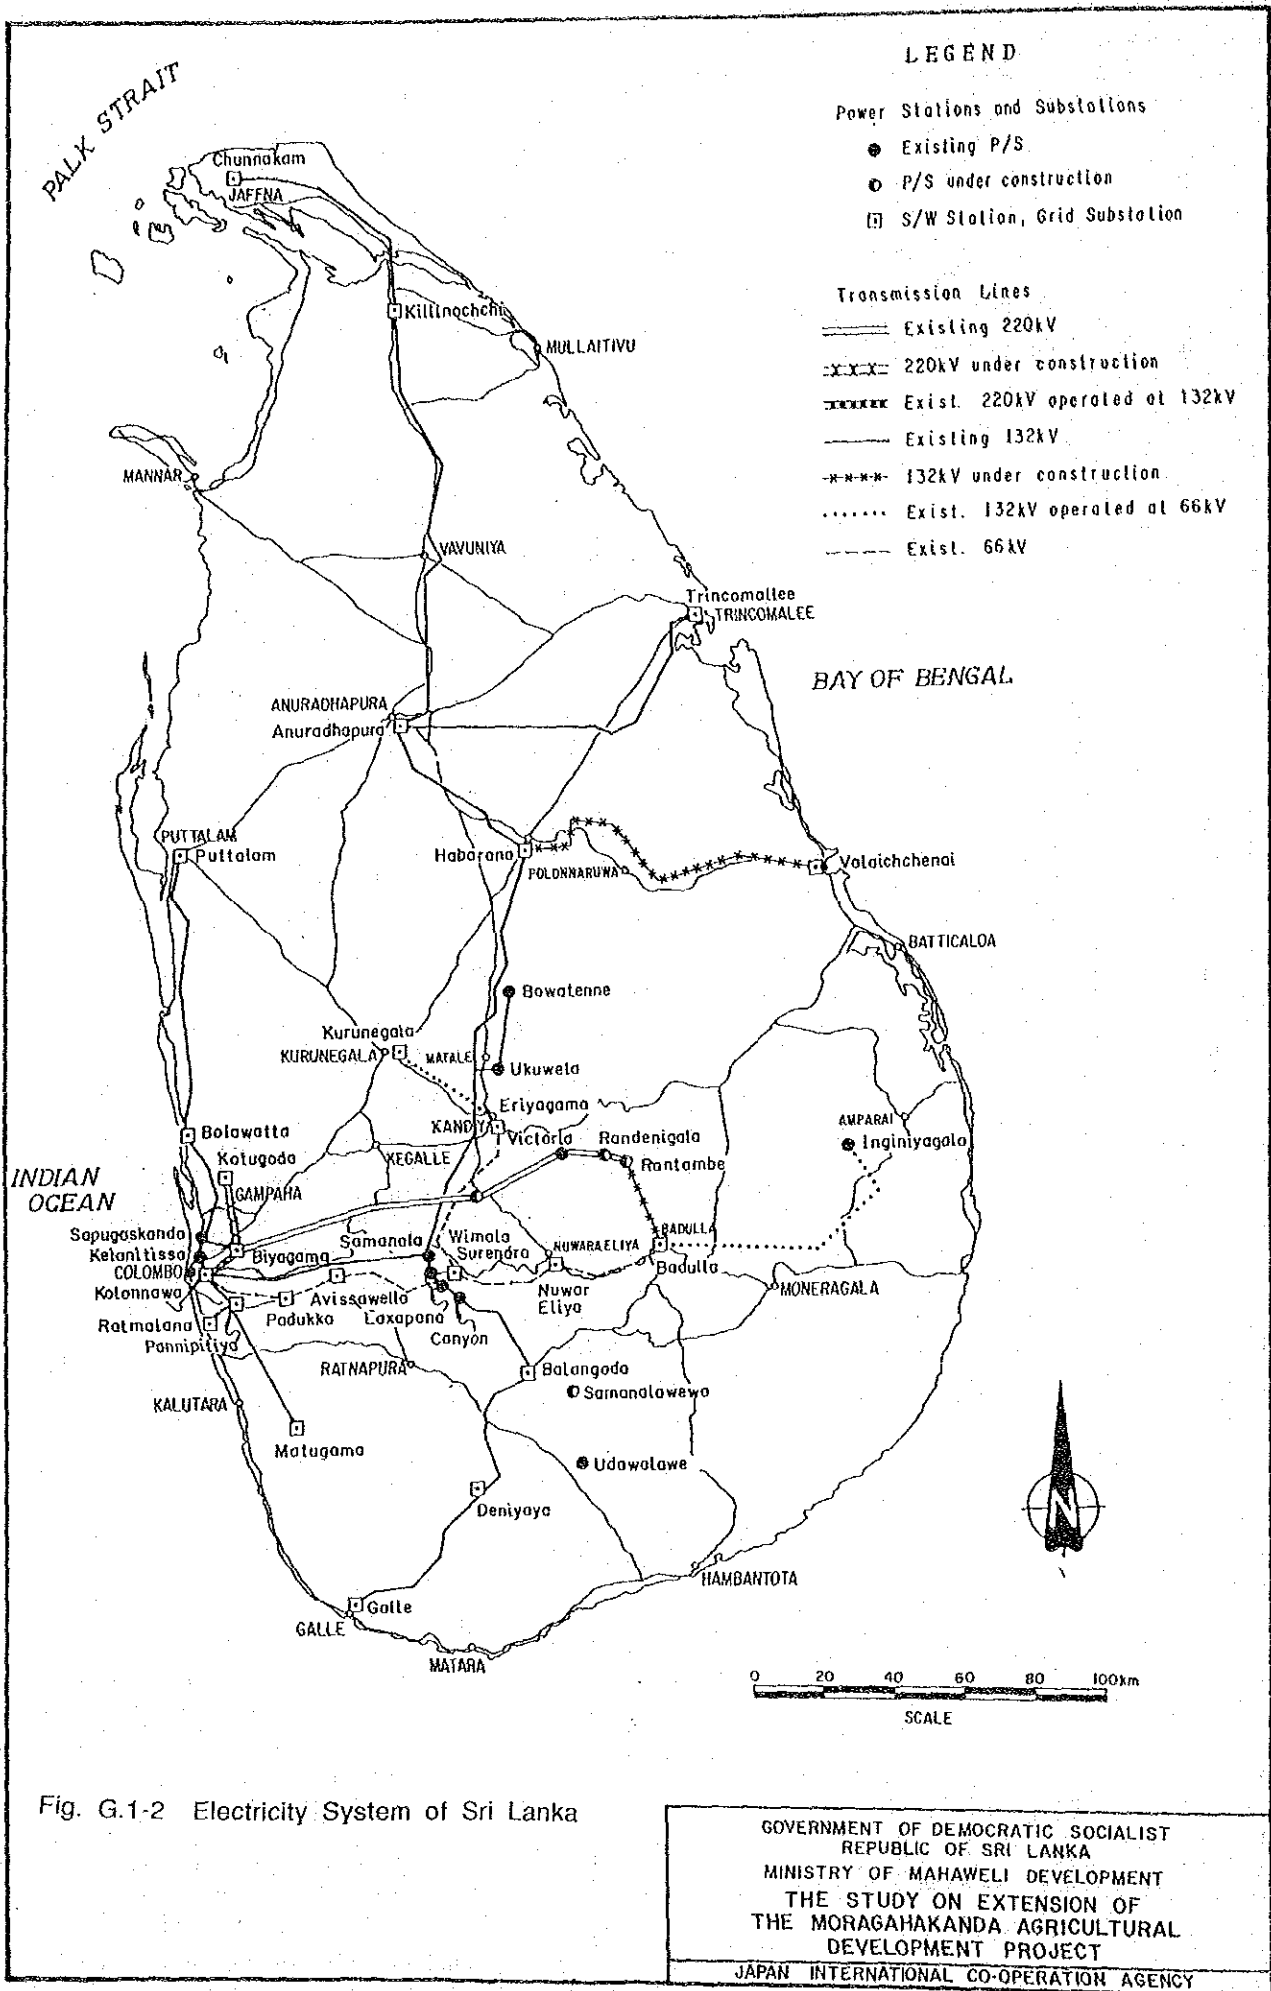 LEGEND
Power Stations and Substations
Existing P/S
P/S under construction
S/W Station, Grid Substation
Transmission Lines
Existing 220kV
220kV under construction
Exist. 220kV operated at 132kV
Existing 132kV
132kV under construction
Exist. 132kV operated at 66kV
Exist. 66kV
PALK STRAIT
Chunnakam
JAFFNA
Killinochchi
MULLAITIVU
MANNAR
VAVUNIYA
Trincomallee
TRINCOMALEE
BAY OF BENGAL
ANURADHAPURA
Anuradhapura
PUTTALAM
Puttalam
Habarana
POLONNARUWA
Valaichchenai
BATTICALOA
Bowatenne
Kurunegala
KURUNEGALA
MATALE
Ukuwela
Eriyagama
KANDY
AMPARAI
Inginiyagala
Bolawatta
Victoria
Randenigala
Rantambe
KEGALLE
Kotugoda
GAMPAHA
INDIAN
OCEAN
Sapugaskanda
Kelanitissa
COLOMBO
Kolonnawa
Biyagama
Samanala
Wimala
Surendra
NUWARAELIYA
BADULLA
Badulla
MONERAGALA
Nuwar
Eliya
Avissawella
Padukka
Laxapana
Canyon
Ratmalana
Pannipitiya
RATNAPURA
Balangoda
Samanalawewa
KALUTARA
Matugama
Udawalawe
Deniyaya
N
HAMBANTOTA
Galle
GALLE
MATARA
0 20 40 60 80 100km
SCALE
Fig. G.1-2 Electricity System of Sri Lanka
GOVERNMENT OF DEMOCRATIC SOCIALIST
REPUBLIC OF SRI LANKA
MINISTRY OF MAHAWELI DEVELOPMENT
THE STUDY ON EXTENSION OF
THE MORAGAHAKANDA AGRICULTURAL
DEVELOPMENT PROJECT
JAPAN INTERNATIONAL CO-OPERATION AGENCY